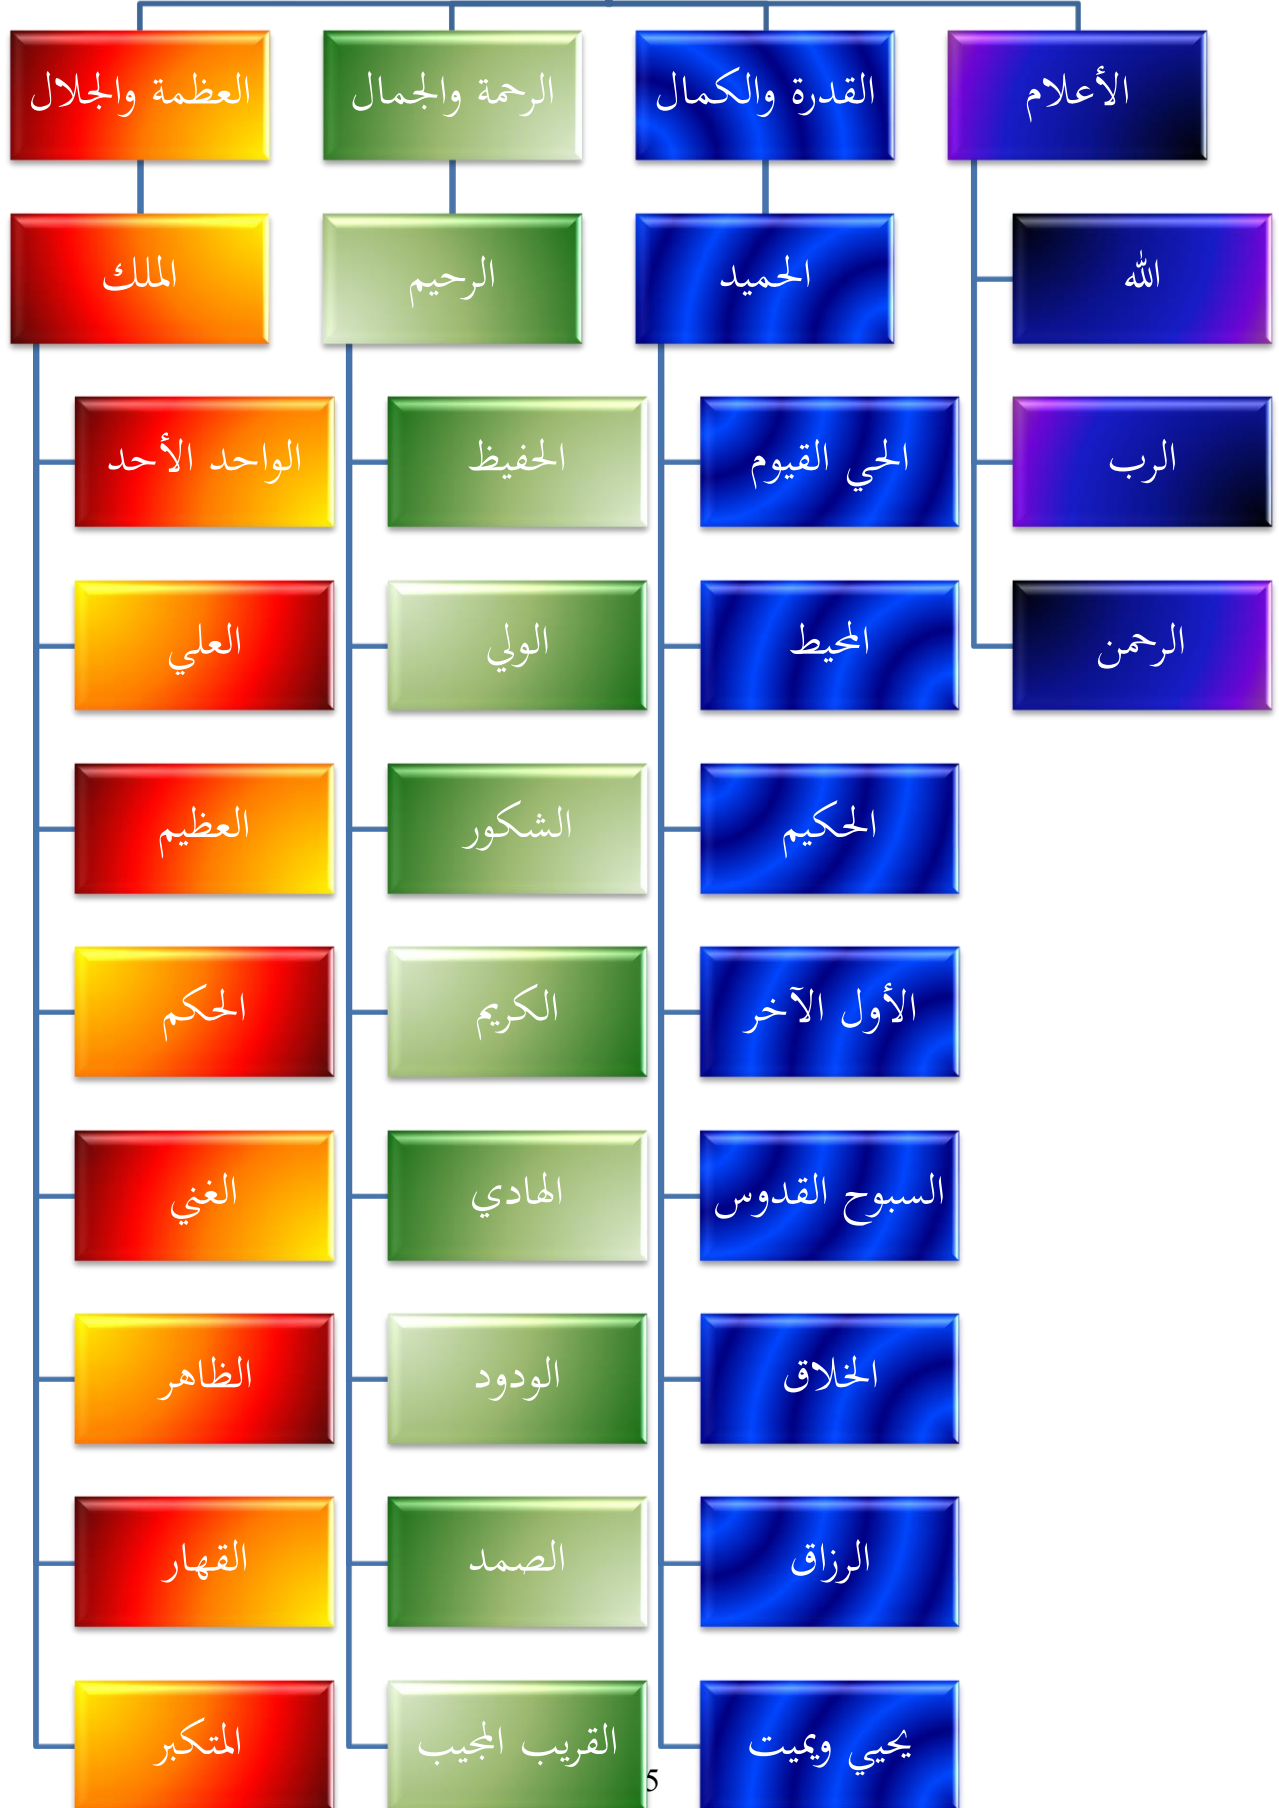 الأعلام
القدرة والكمال
الرحمة والجمال
العظمة والجلال
الله
الحميد
الرحيم
الملك
الرب
الحي القيوم
الحفيظ
الواحد الأحد
الرحمن
المحيط
الولي
العلي
الحكيم
الشكور
العظيم
الأول الآخر
الكريم
الحكم
السبوح القدوس
الهادي
الغني
الخلاق
الودود
الظاهر
الرزاق
الصمد
القهار
يحيي ويميت
القريب المجيب
المتكبر
5